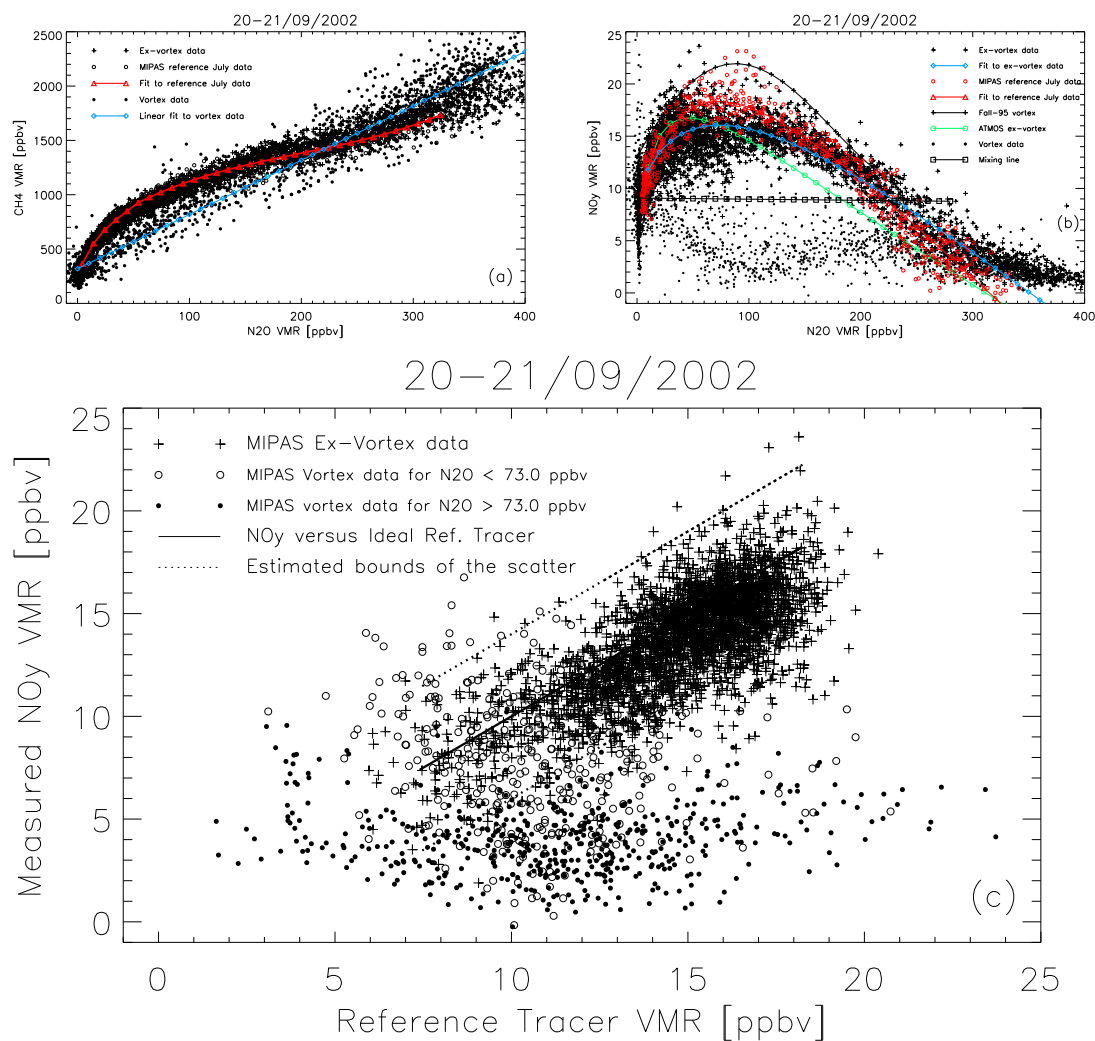 20-21/09/2002
CH4 VMR [ppbv]
2500
2000
1500
1000
500
0
+ + Ex-vortex data
MIPAS reference July data
Fit to reference July data
Vortex data
Linear fit to vortex data
(a)
0 100 200 300 400
N2O VMR [ppbv]
20-21/09/2002
NOy VMR [ppbv]
25
20
15
10
5
0
Ex-vortex data
Fit to ex-vortex data
MIPAS reference July data
Fit to reference July data
Fall-95 vortex
ATMOS ex-vortex
Vortex data
Mixing line
(b)
0 100 200 300 400
N2O VMR [ppbv]
20-21/09/2002
Measured NOy VMR [ppbv]
25
20
15
10
5
0
MIPAS Ex-Vortex data
MIPAS Vortex data for N2O < 73.0 ppbv
MIPAS vortex data for N2O > 73.0 ppbv
NOy versus Ideal Ref. Tracer
Estimated bounds of the scatter
(c)
0 5 10 15 20 25
Reference Tracer VMR [ppbv]